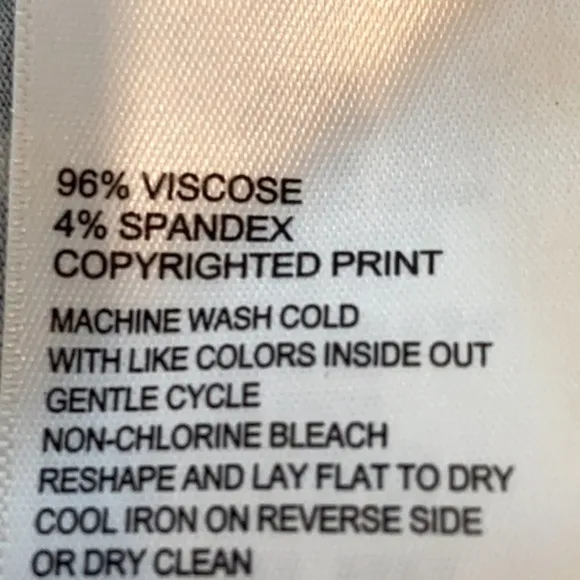 96% VISCOSE
4% SPANDEX
COPYRIGHTED PRINT
MACHINE WASH COLD
WITH LIKE COLORS INSIDE OUT
GENTLE CYCLE
NON-CHLORINE BLEACH
RESHAPE AND LAY FLAT TO DRY
COOL IRON ON REVERSE SIDE
OR DRY CLEAN